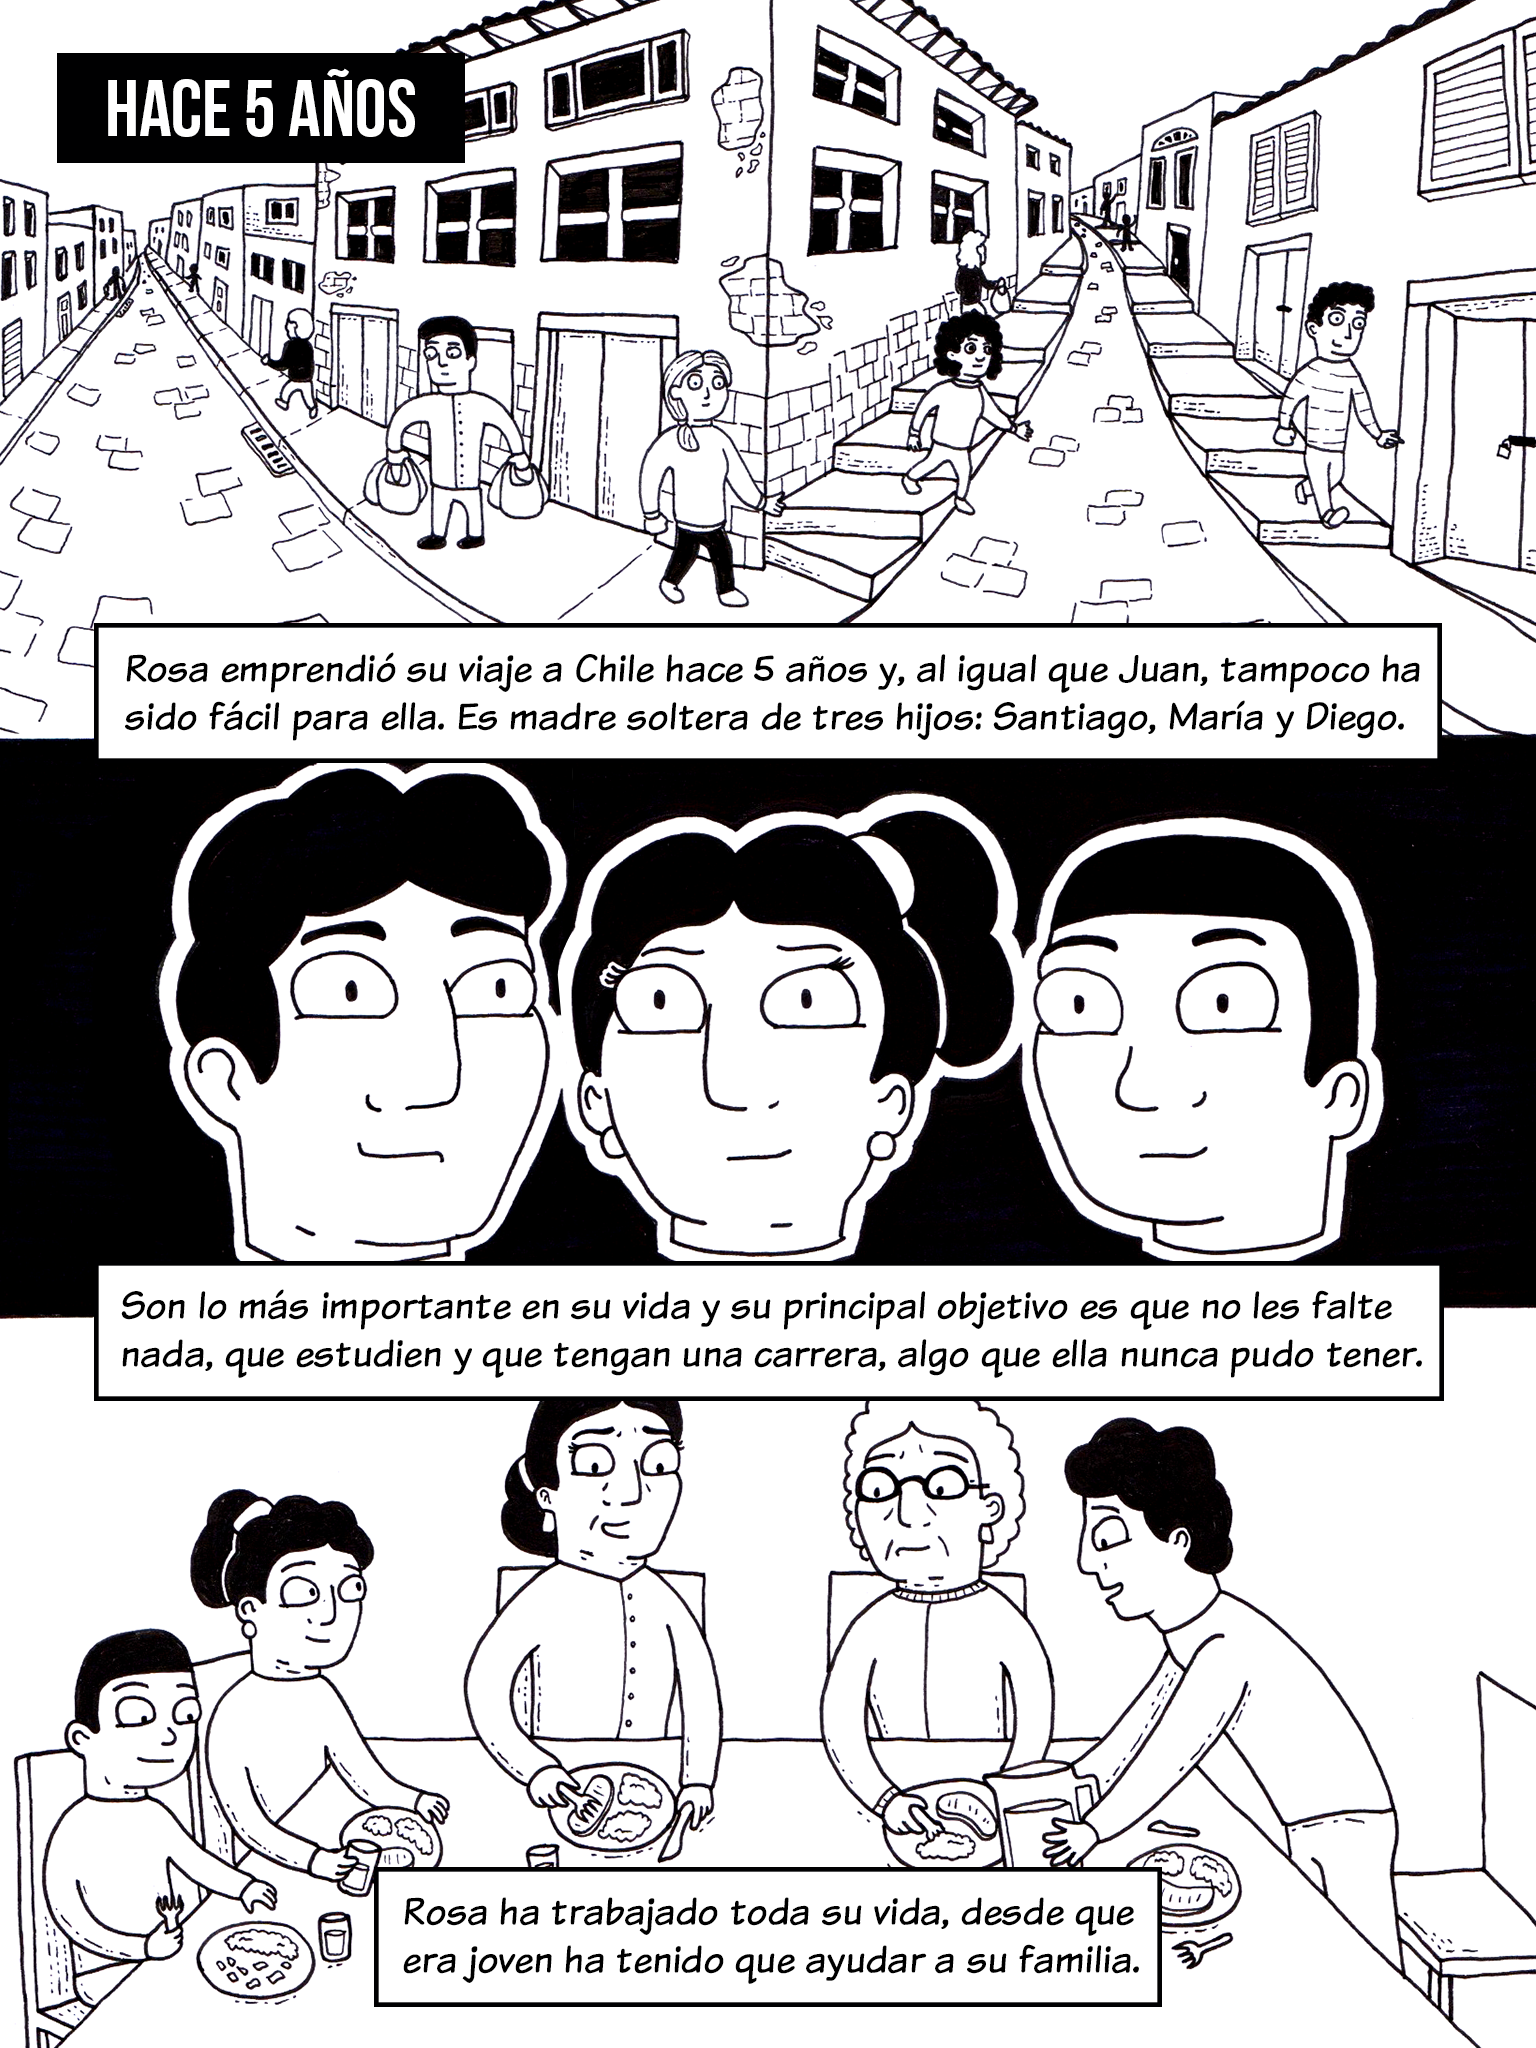 HACE 5 AÑOS
Rosa emprendió su viaje a Chile hace 5 años y, al igual que Juan, tampoco ha
sido fácil para ella. Es madre soltera de tres hijos: Santiago, María y Diego.
Son lo más importante en su vida y su principal objetivo es que no les falte
nada, que estudien y que tengan una carrera, algo que ella nunca pudo tener.
Rosa ha trabajado toda su vida, desde que
era joven ha tenido que ayudar a su familia.